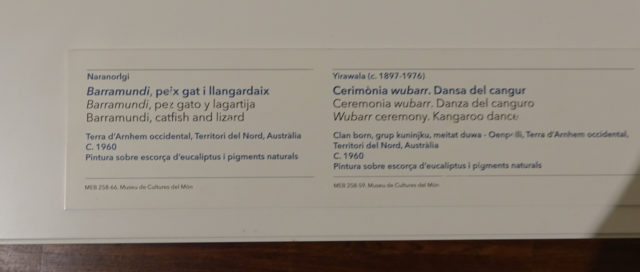 Naranorlgi
Barramundi, peix gat i llangardaix
Barramundi, pez gato y lagartija
Barramundi, catfish and lizard
Terra d'Arnhem occidental, Territori del Nord, Austràlia
C. 1960
Pintura sobre escorça d'eucaliptus i pigments naturals
MEB 258-66. Museu de Cultures del Món
Yirawala (c. 1897-1976)
Cerimònia wubarr. Dansa del cangur
Ceremonia wubarr. Danza del canguro
Wubarr ceremony. Kangaroo dance
Clan born, grup kuninjku, meitat duwa - Oenpelli, Terra d'Arnhem occidental,
Territori del Nord, Austràlia
C. 1960
Pintura sobre escorça d'eucaliptus i pigments naturals
MEB 258-59. Museu de Cultures del Món